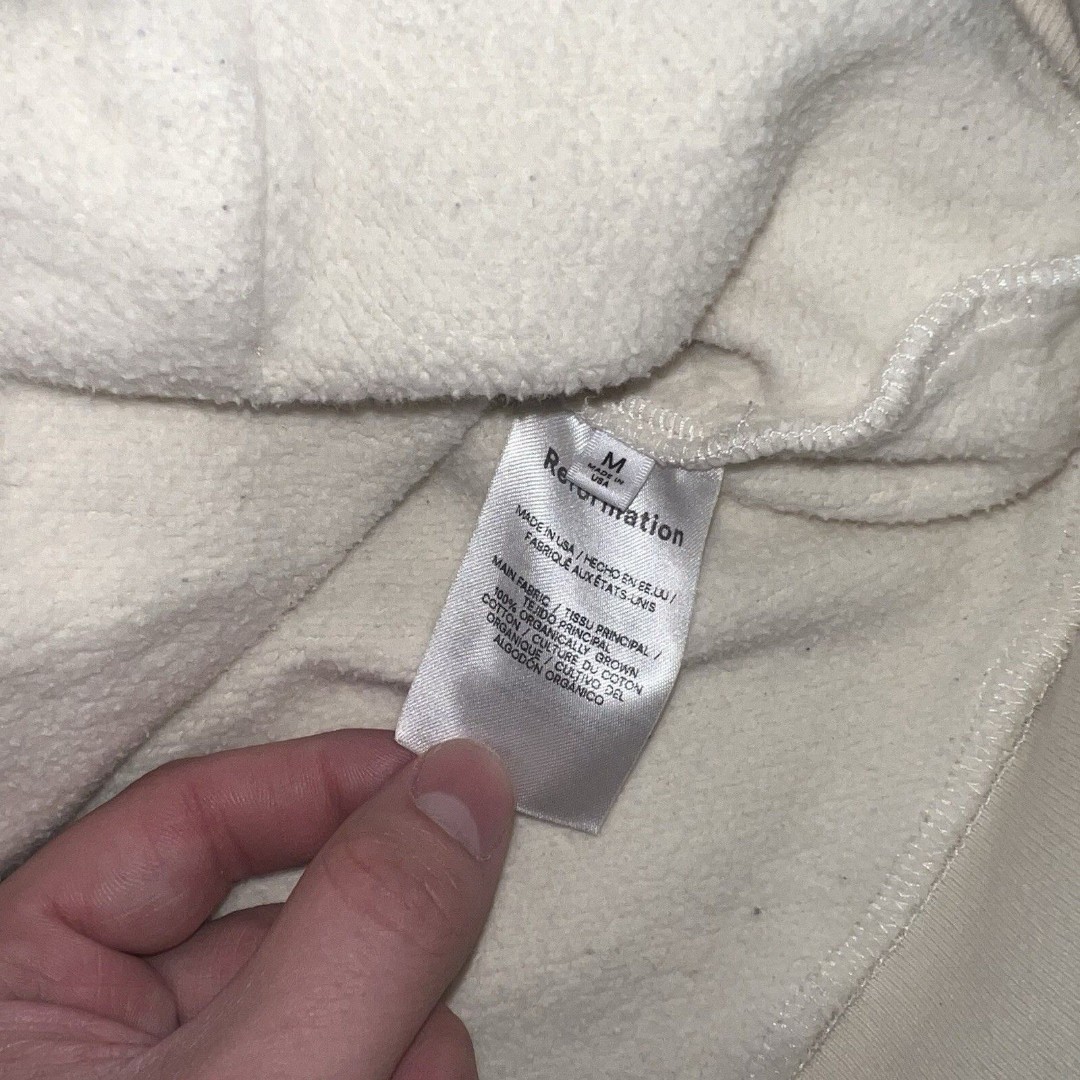 M
MADE IN
USA
Reformation
MADE IN USA / HECHO EN EE.UU /
FABRIQUÉ AUX ÉTATS-UNIS
MAIN FABRIC / TISSU PRINCIPAL /
TEJIDO PRINCIPAL
100% ORGANICALLY GROWN
COTTON / CULTURE DU COTON
ORGANIQUE / CULTIVO DEL
ALGODÓN ORGÁNICO